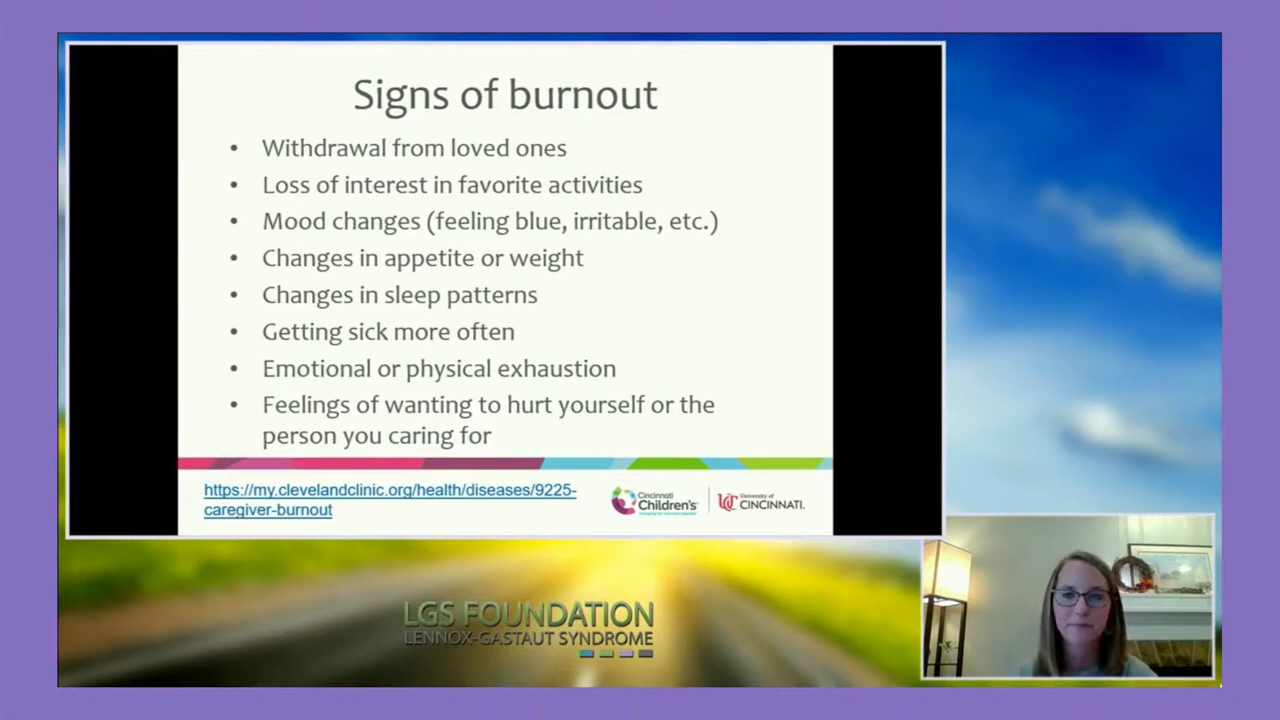 Signs of burnout
• Withdrawal from loved ones
• Loss of interest in favorite activities
• Mood changes (feeling blue, irritable, etc.)
• Changes in appetite or weight
• Changes in sleep patterns
• Getting sick more often
• Emotional or physical exhaustion
• Feelings of wanting to hurt yourself or the
person you caring for
https://my.clevelandclinic.org/health/diseases/9225-
caregiver-burnout
Cincinnati
Children's
University of
CINCINNATI.
LGS FOUNDATION
LENNOX-GASTAUT SYNDROME